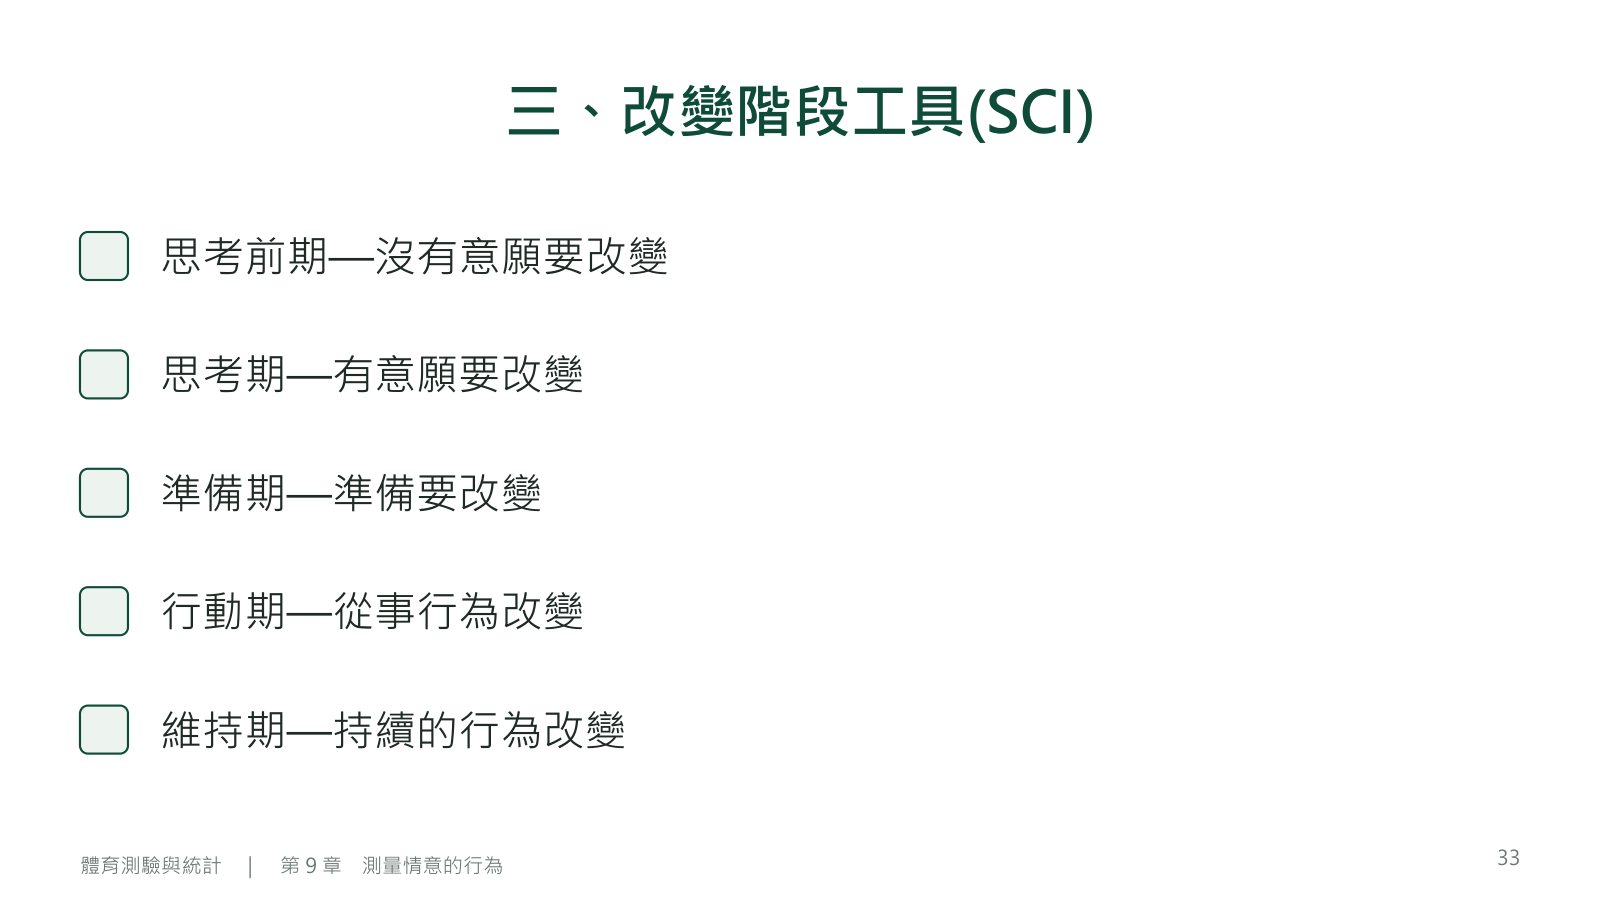 三、改變階段工具(SCI)
思考前期—沒有意願要改變
思考期—有意願要改變
準備期—準備要改變
行動期—從事行為改變
維持期—持續的行為改變
體育測驗與統計 | 第 9 章 測量情意的行為
33